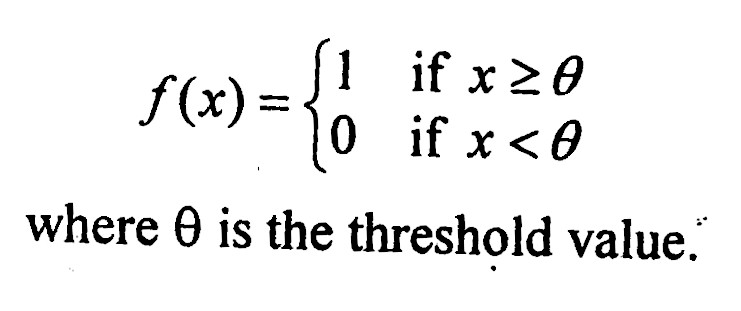 f(x) = {1 if x ≥ θ
0 if x < θ
where θ is the threshold value.